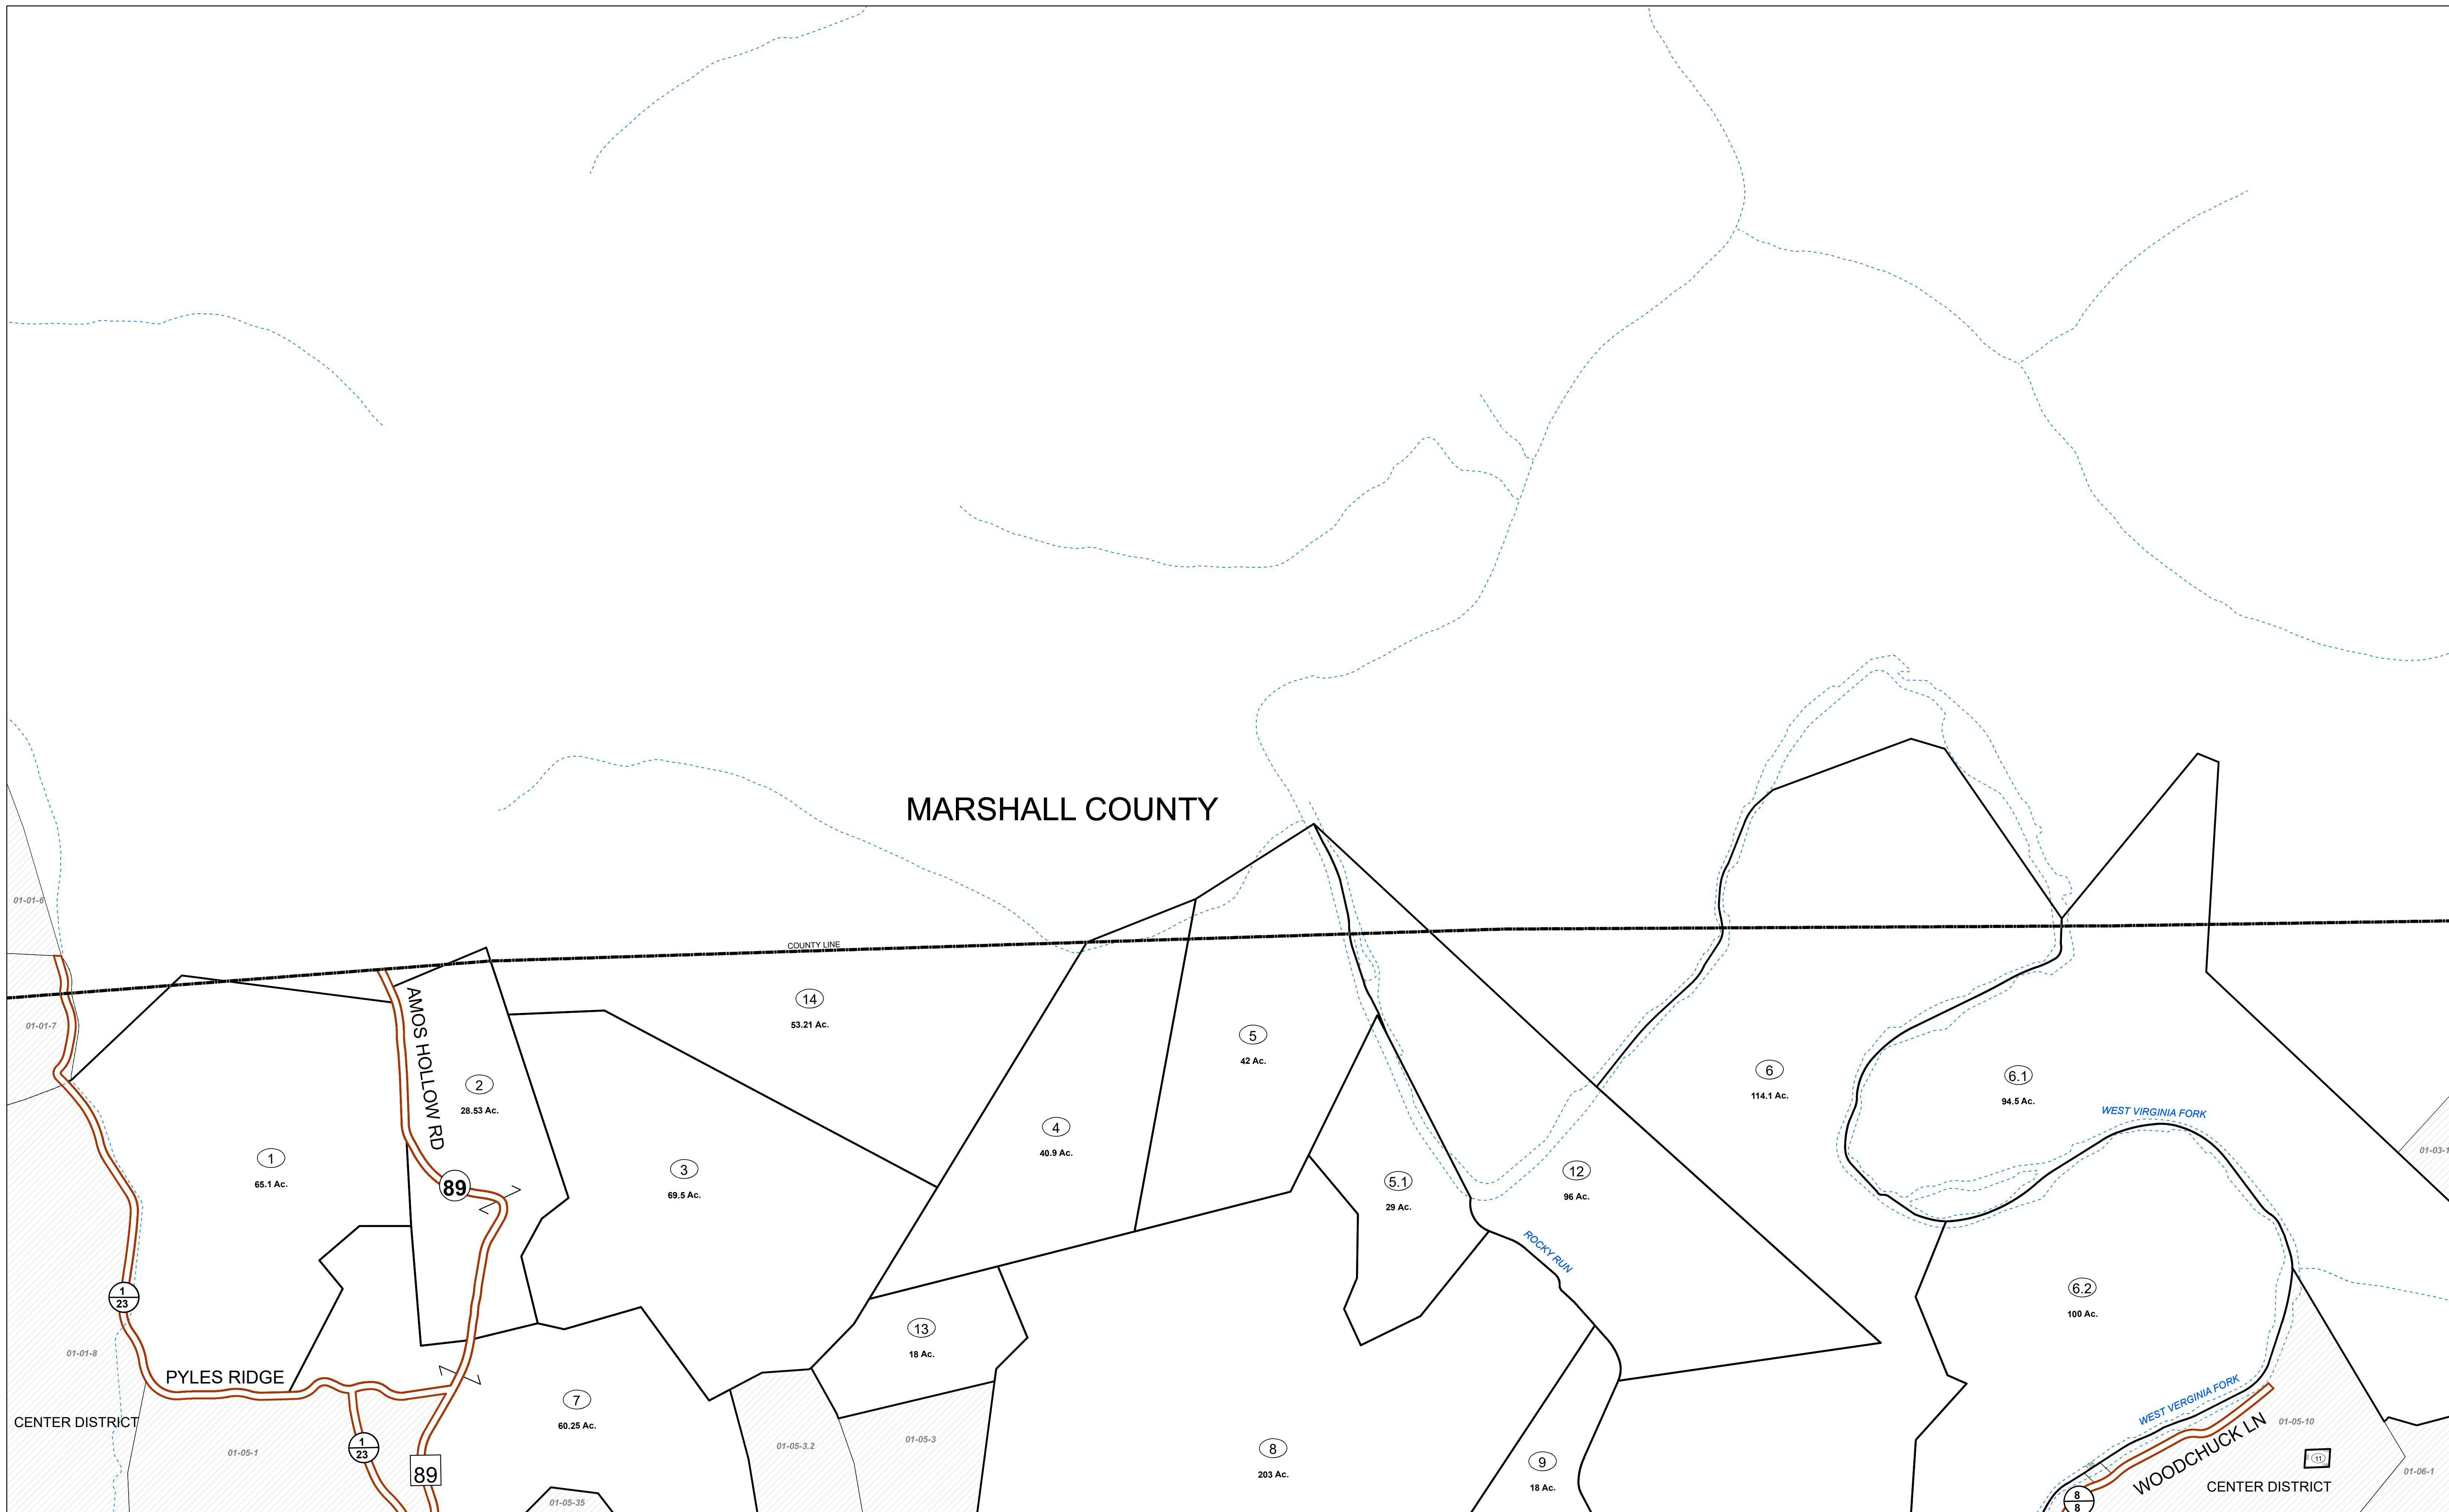 MARSHALL COUNTY
01-01-6
COUNTY LINE
01-01-7
AMOS HOLLOW RD
14
53.21 Ac.
5
42 Ac.
6
114.1 Ac.
6.1
94.5 Ac.
2
28.53 Ac.
WEST VIRGINIA FORK
4
40.9 Ac.
01-03-1
1
65.1 Ac.
3
69.5 Ac.
12
96 Ac.
89
5.1
29 Ac.
ROCKY RUN
1
23
6.2
100 Ac.
13
18 Ac.
01-01-8
PYLES RIDGE
WEST VERGINIA FORK
7
60.25 Ac.
CENTER DISTRICT
01-05-10
WOODCHUCK LN
01-05-1
1
23
01-05-3.2
01-05-3
8
203 Ac.
9
18 Ac.
11
89
01-06-1
CENTER DISTRICT
01-05-35
8
8